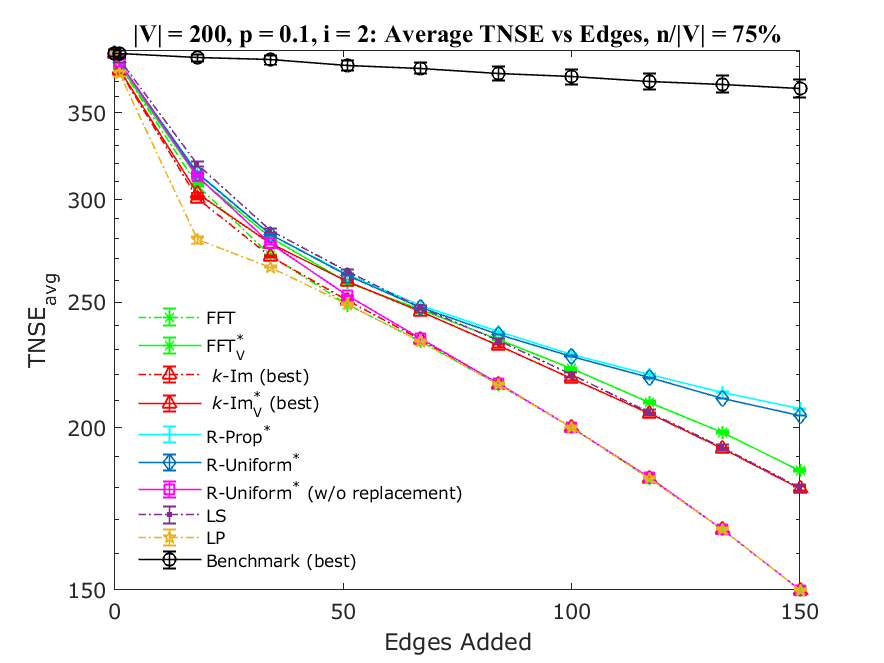 |V| = 200, p = 0.1, i = 2: Average TNSE vs Edges, n/|V| = 75%
350
300
250
200
150
TNSE_avg
FFT
FFT*_V
k-Im (best)
k-Im*_V (best)
R-Prop*
R-Uniform*
R-Uniform* (w/o replacement)
LS
LP
Benchmark (best)
0
50
100
150
Edges Added